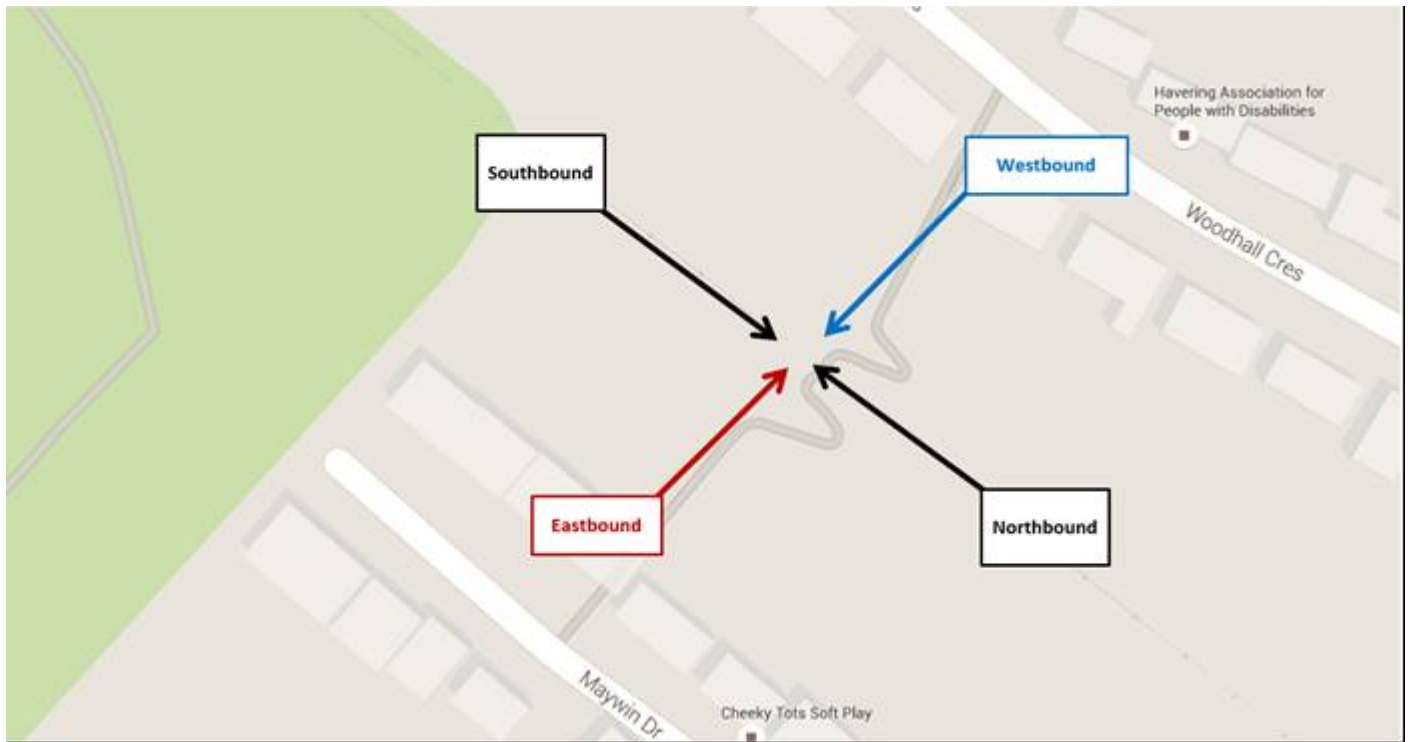 Havering Association for
People with Disabilities
Southbound
Westbound
Woodhall Cres
Eastbound
Northbound
Maywin Dr
Cheeky Tots Soft Play